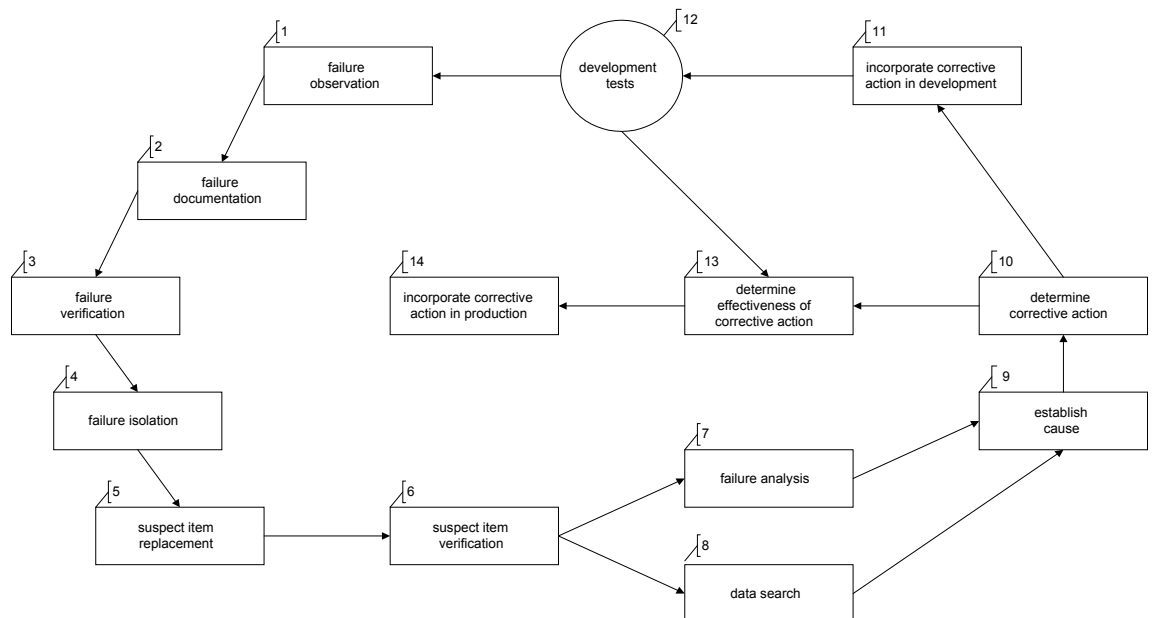 1
failure
observation
12
development
tests
11
incorporate corrective
action in development
2
failure
documentation
3
failure
verification
14
incorporate corrective
action in production
13
determine
effectiveness of
corrective action
10
determine
corrective action
4
failure isolation
9
establish
cause
7
failure analysis
5
suspect item
replacement
6
suspect item
verification
8
data search